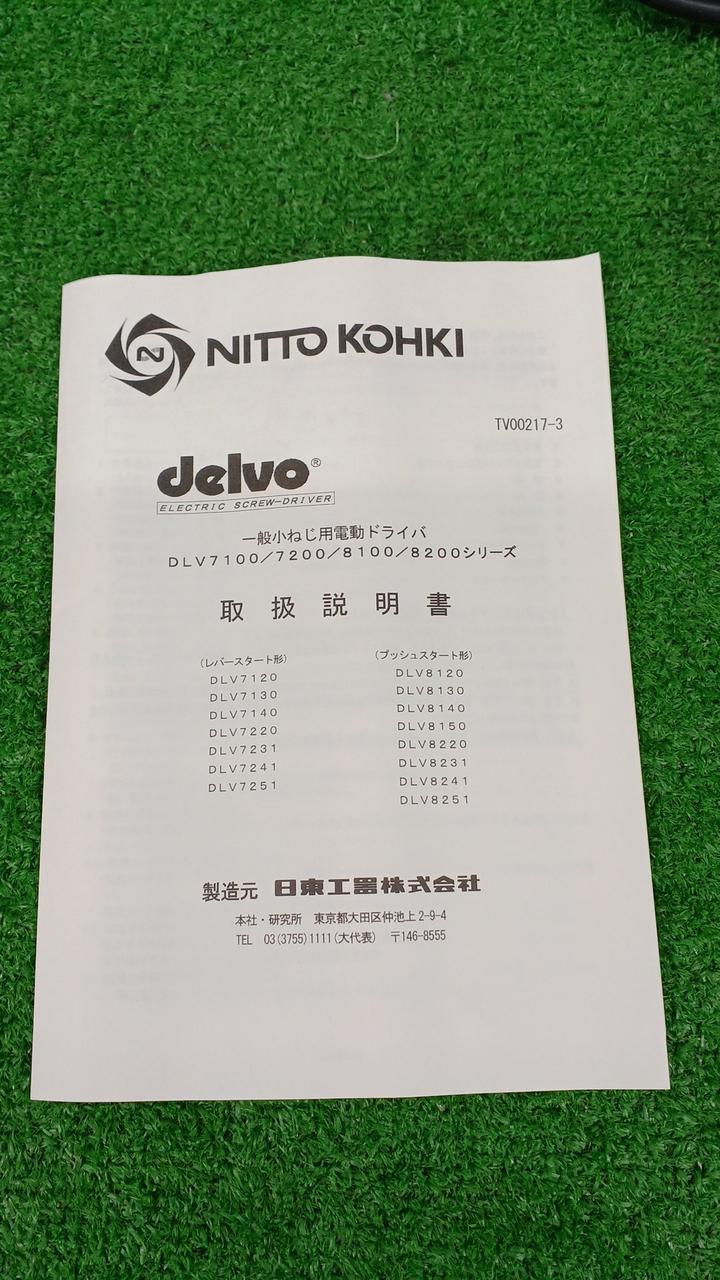 N NITTO KOHKI
TV00217-3
delvo®
ELECTRIC SCREW-DRIVER
一般小ねじ用電動ドライバ
DLV7100/7200/8100/8200シリーズ
取扱説明書
(レバースタート形)
DLV7120
DLV7130
DLV7140
DLV7220
DLV7231
DLV7241
DLV7251
(プッシュスタート形)
DLV8120
DLV8130
DLV8140
DLV8150
DLV8220
DLV8231
DLV8241
DLV8251
製造元 日東工器株式会社
本社・研究所 東京都大田区仲池上2-9-4
TEL 03(3755)1111(大代表) 〒146-8555